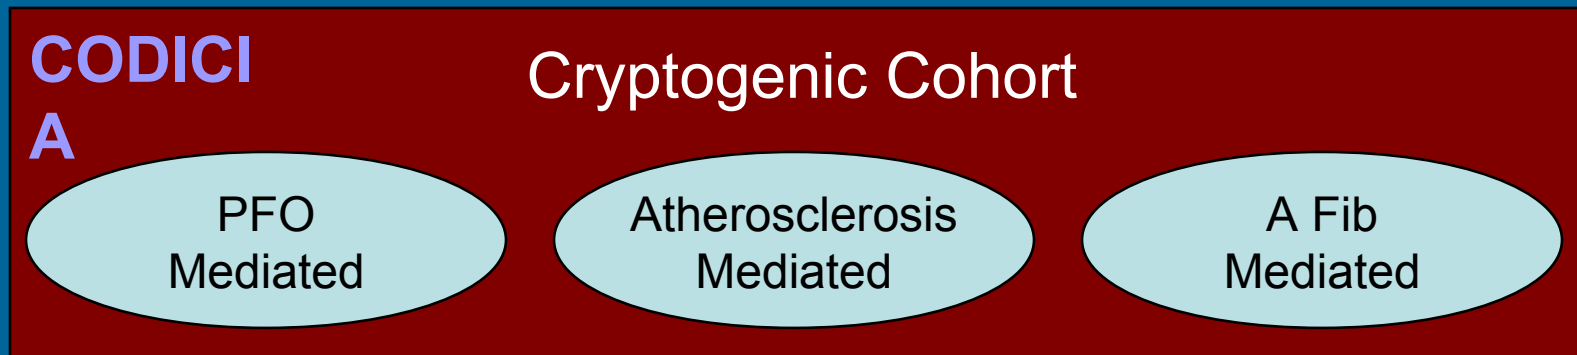 CODICI
A
Cryptogenic Cohort
PFO
Mediated
Atherosclerosis
Mediated
A Fib
Mediated